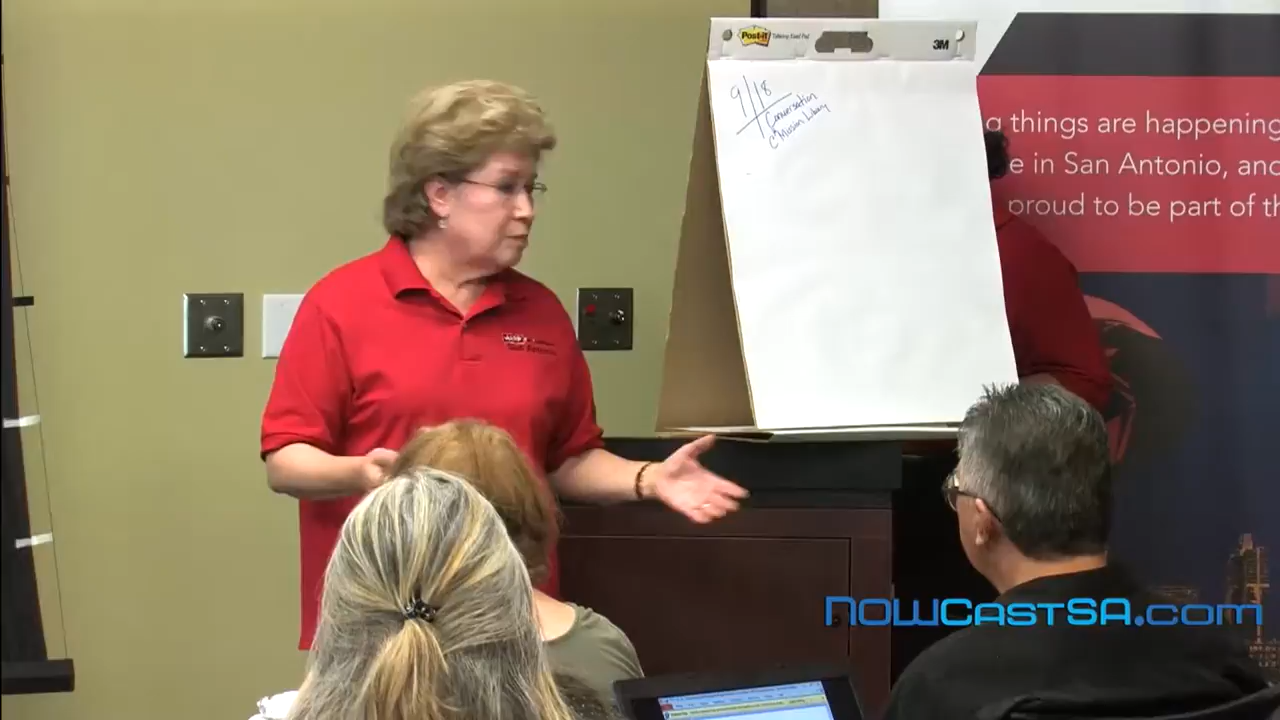 Post-it
3M
9/18
Conversation
@ Mission Library
g things are happening
e in San Antonio, and
proud to be part of th
NOWCastSA.com